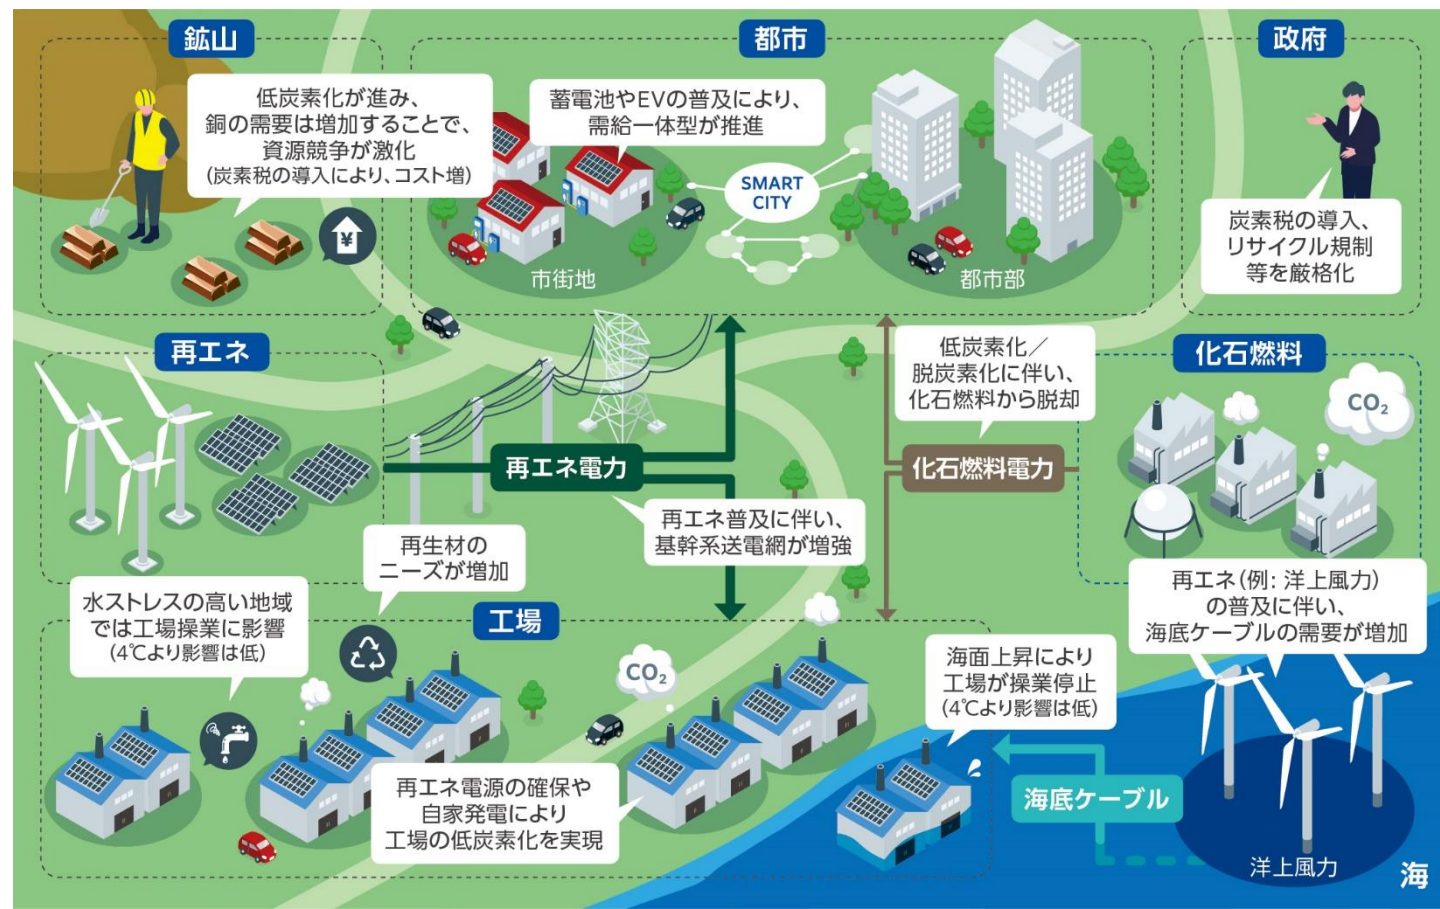 鉱山
低炭素化が進み、
銅の需要は増加することで、
資源競争が激化
(炭素税の導入により、コスト増)
¥
都市
蓄電池やEVの普及により、
需給一体型が推進
SMART
CITY
市街地
都市部
政府
炭素税の導入、
リサイクル規制
等を厳格化
再エネ
再エネ電力
再エネ普及に伴い、
基幹系送電網が増強
低炭素化／
脱炭素化に伴い、
化石燃料から脱却
化石燃料電力
化石燃料
CO₂
再生材の
ニーズが増加
水ストレスの高い地域
では工場操業に影響
(4℃より影響は低)
工場
CO₂
再エネ電源の確保や
自家発電により
工場の低炭素化を実現
海面上昇により
工場が操業停止
(4℃より影響は低)
再エネ(例: 洋上風力)
の普及に伴い、
海底ケーブルの需要が増加
海底ケーブル
洋上風力
海